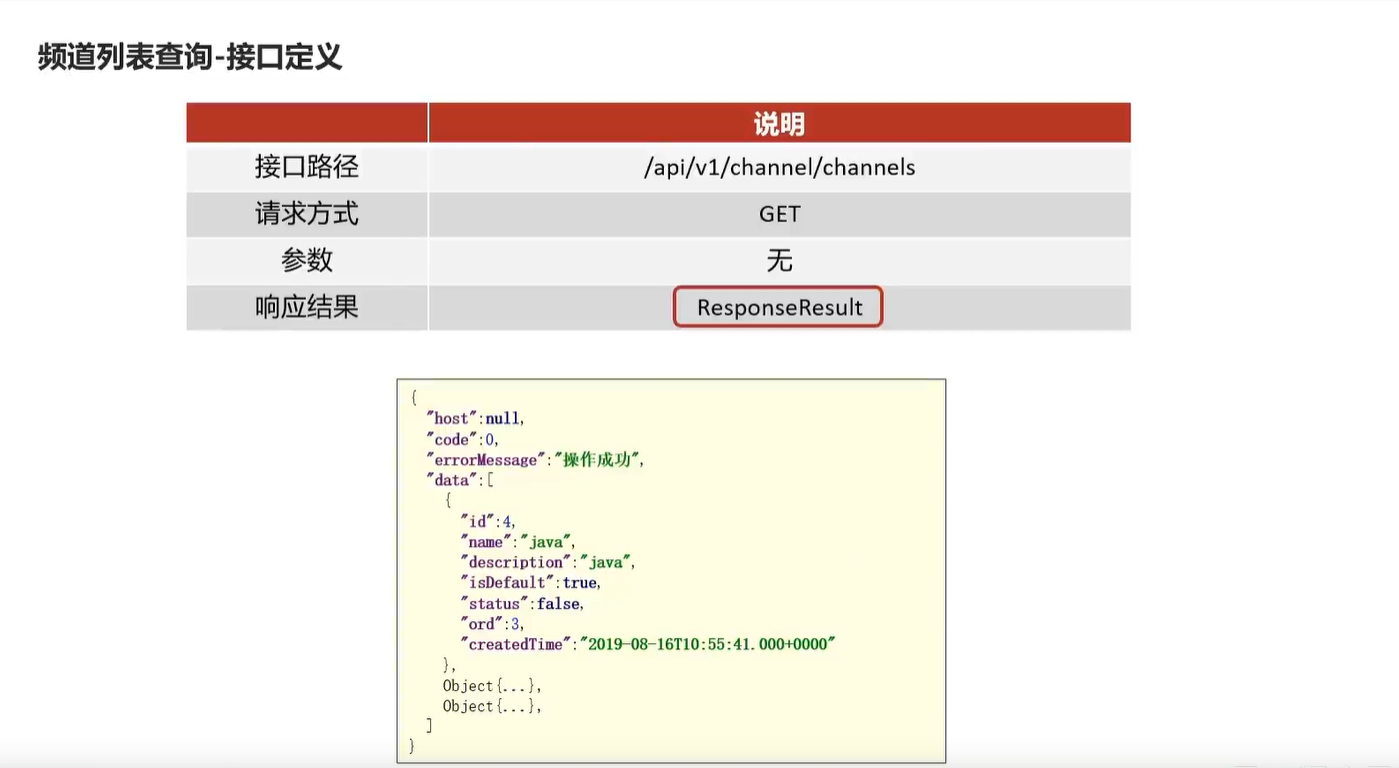 频道列表查询-接口定义
说明
接口路径 /api/v1/channel/channels
请求方式 GET
参数 无
响应结果 ResponseResult
{
"host":null,
"code":0,
"errorMessage":"操作成功",
"data":[
{
"id":4,
"name":"java",
"description":"java",
"isDefault":true,
"status":false,
"ord":3,
"createdTime":"2019-08-16T10:55:41.000+0000"
},
Object{...},
Object{...},
]
}